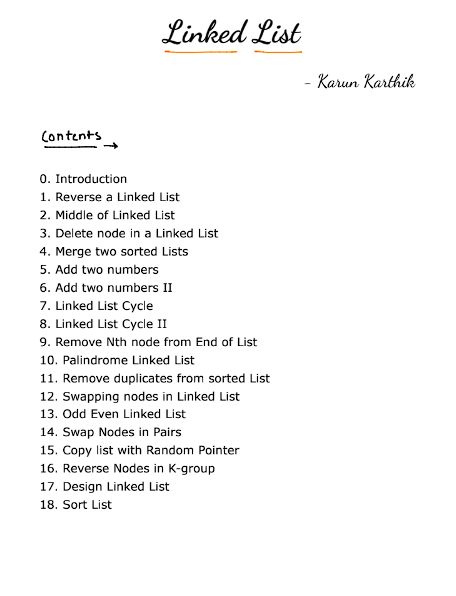 Linked List
- Karun Karthik
Contents
0. Introduction
1. Reverse a Linked List
2. Middle of Linked List
3. Delete node in a Linked List
4. Merge two sorted Lists
5. Add two numbers
6. Add two numbers II
7. Linked List Cycle
8. Linked List Cycle II
9. Remove Nth node from End of List
10. Palindrome Linked List
11. Remove duplicates from sorted List
12. Swapping nodes in Linked List
13. Odd Even Linked List
14. Swap Nodes in Pairs
15. Copy list with Random Pointer
16. Reverse Nodes in K-group
17. Design Linked List
18. Sort List